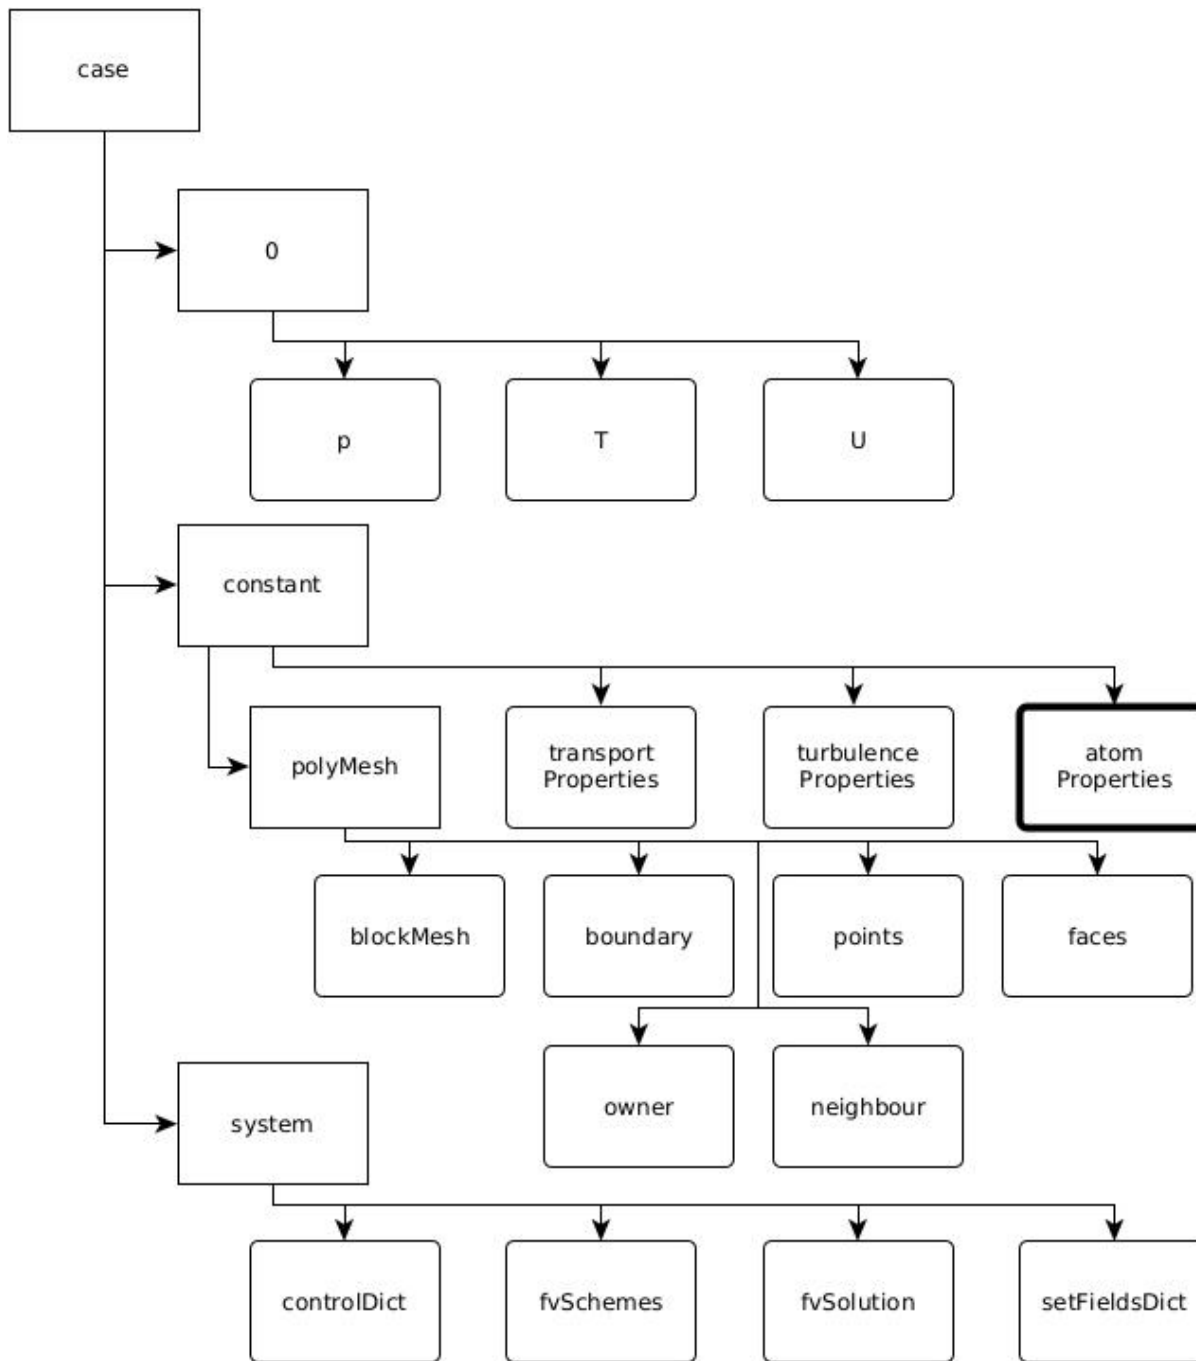 case
0
p
T
U
constant
polyMesh
transport
Properties
turbulence
Properties
atom
Properties
blockMesh
boundary
points
faces
owner
neighbour
system
controlDict
fvSchemes
fvSolution
setFieldsDict